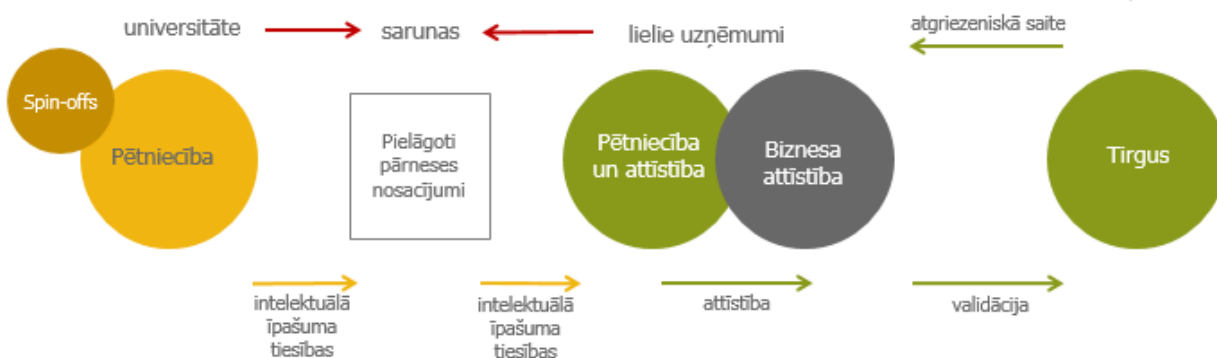 universitāte
sarunas
lielie uzņēmumi
atgriezeniskā saite
Spin-offs
Pētniecība
Pielāgoti
pārneses
nosacījumi
Pētniecība
un attīstība
Biznesa
attīstība
Tirgus
intelektuālā
īpašuma
tiesības
intelektuālā
īpašuma
tiesības
attīstība
validācija